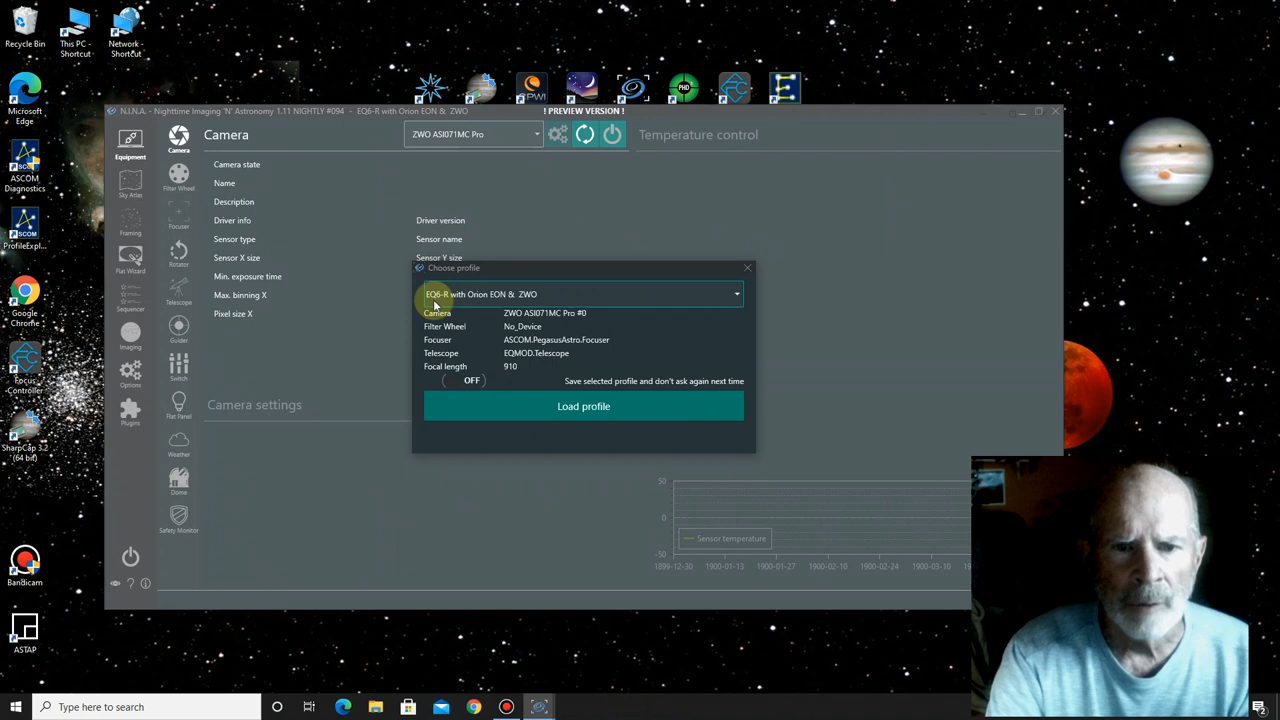 Recycle Bin
This PC - Shortcut
Network - Shortcut
Microsoft Edge
ASCOM Diagnostics
ASCOM ProfileExpl...
Google Chrome
Focus Controller
SharpCap 3.2 (64 bit)
Bandicam
ASTAP
CPWI
PHD
N.I.N.A. - Nighttime Imaging 'N' Astronomy 1.11 NIGHTLY #094 - EQ6-R with Orion EON & ZWO
! PREVIEW VERSION !
Equipment
Sky Atlas
Framing
Flat Wizard
Sequencer
Imaging
Options
Plugins
Camera
Filter Wheel
Focuser
Rotator
Telescope
Guider
Switch
Flat Panel
Weather
Dome
Safety Monitor
Camera
ZWO ASI071MC Pro
Temperature control
Camera state
Name
Description
Driver info
Driver version
Sensor type
Sensor name
Sensor X size
Sensor Y size
Min. exposure time
Max. binning X
Pixel size X
Camera settings
Choose profile
EQ6-R with Orion EON & ZWO
Camera ZWO ASI071MC Pro #0
Filter Wheel No_Device
Focuser ASCOM.PegasusAstro.Focuser
Telescope EQMOD.Telescope
Focal length 910
OFF Save selected profile and don't ask again next time
Load profile
50
0
-50
Sensor temperature
1899-12-30 1900-01-13 1900-01-27 1900-02-10 1900-02-24 1900-03-10
Type here to search
2